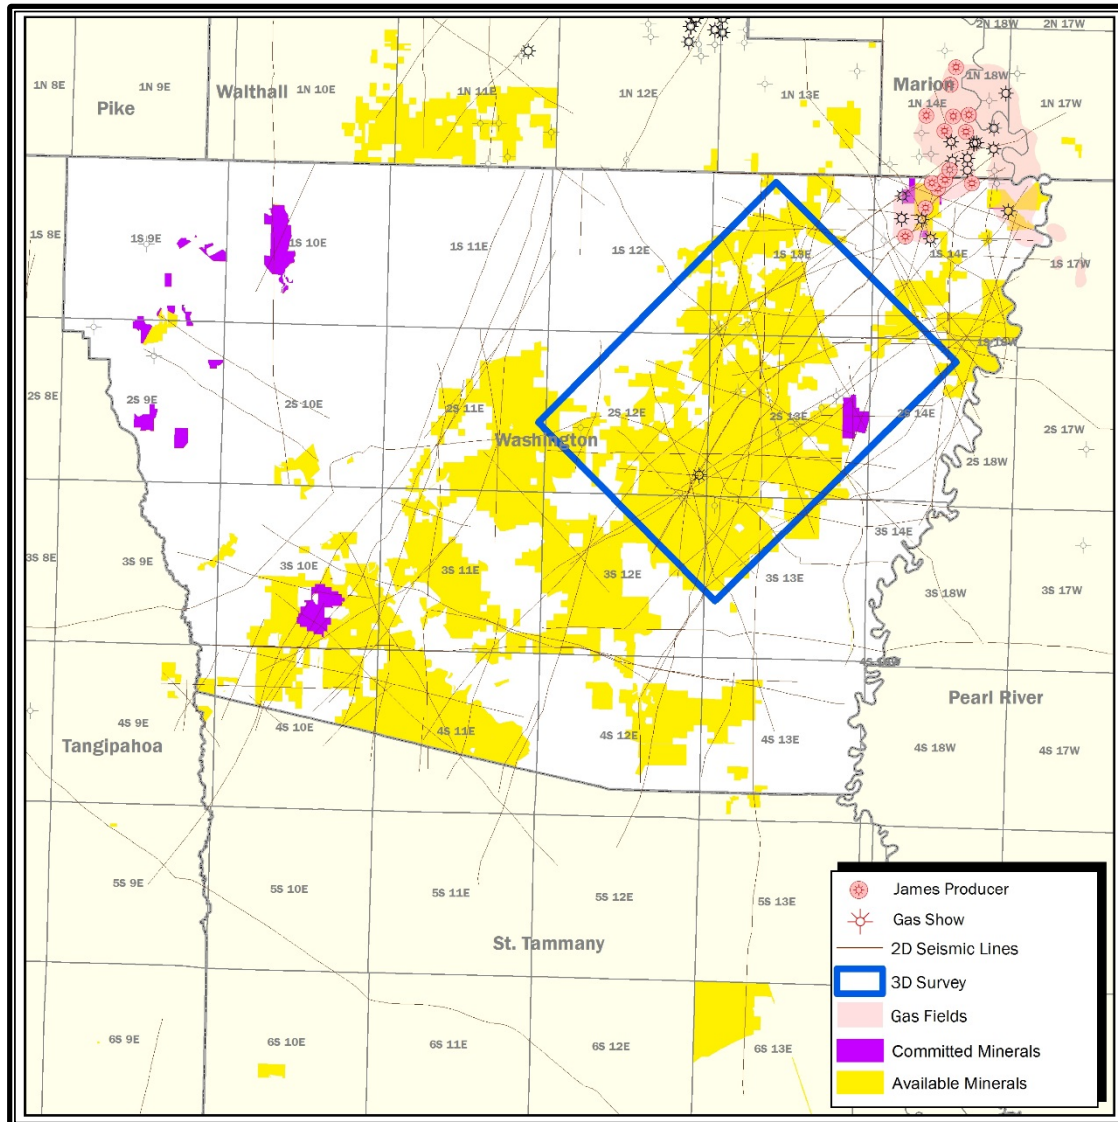 2N 18W
2N 17W
1N 8E
1N 9E
Walthall
1N 10E
1N 11E
1N 12E
1N 13E
Marion
1N 18W
Pike
1N 14E
1N 17W
1S 8E
1S 9E
1S 10E
1S 11E
1S 12E
1S 13E
1S 14E
1S 17W
1S 18W
2S 8E
2S 9E
2S 10E
2S 11E
2S 12E
2S 13E
2S 14E
2S 17W
Washington
2S 18W
3S 8E
3S 9E
3S 10E
3S 11E
3S 12E
3S 13E
3S 14E
3S 18W
3S 17W
Pearl River
4S 9E
4S 10E
4S 11E
4S 12E
4S 13E
4S 18W
4S 17W
Tangipahoa
5S 9E
5S 10E
5S 11E
5S 12E
5S 13E
St. Tammany
6S 9E
6S 10E
6S 11E
6S 12E
6S 13E
James Producer
Gas Show
2D Seismic Lines
3D Survey
Gas Fields
Committed Minerals
Available Minerals